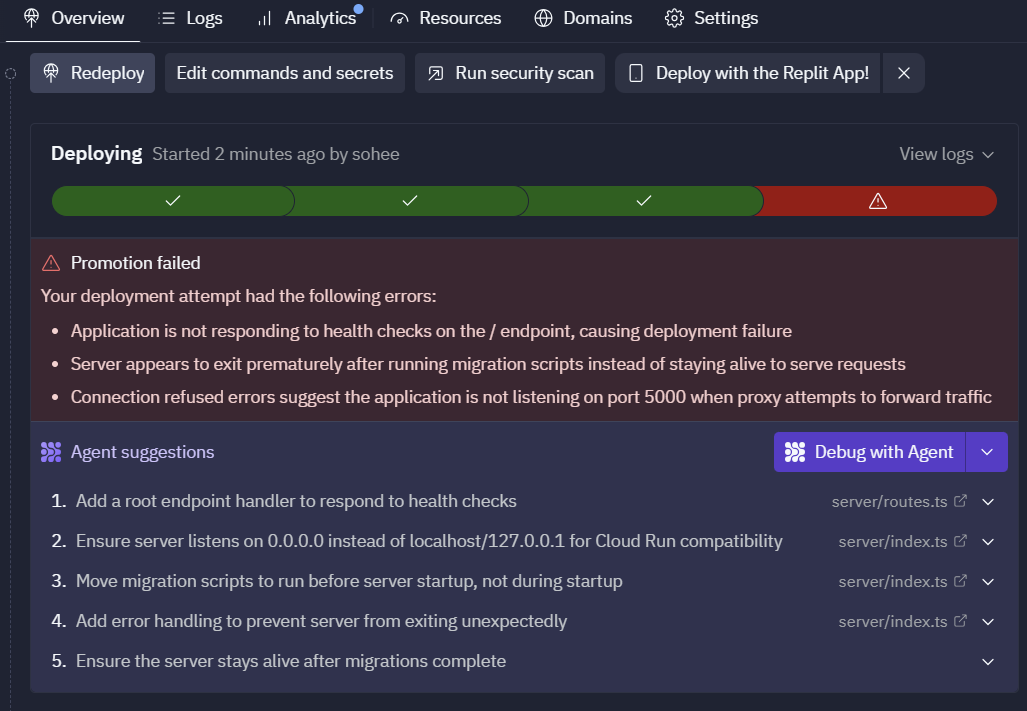 Overview Logs Analytics Resources Domains Settings
Redeploy Edit commands and secrets Run security scan Deploy with the Replit App!
Deploying Started 2 minutes ago by sohee View logs
Promotion failed
Your deployment attempt had the following errors:
• Application is not responding to health checks on the / endpoint, causing deployment failure
• Server appears to exit prematurely after running migration scripts instead of staying alive to serve requests
• Connection refused errors suggest the application is not listening on port 5000 when proxy attempts to forward traffic
Agent suggestions Debug with Agent
1. Add a root endpoint handler to respond to health checks server/routes.ts
2. Ensure server listens on 0.0.0.0 instead of localhost/127.0.0.1 for Cloud Run compatibility server/index.ts
3. Move migration scripts to run before server startup, not during startup server/index.ts
4. Add error handling to prevent server from exiting unexpectedly server/index.ts
5. Ensure the server stays alive after migrations complete